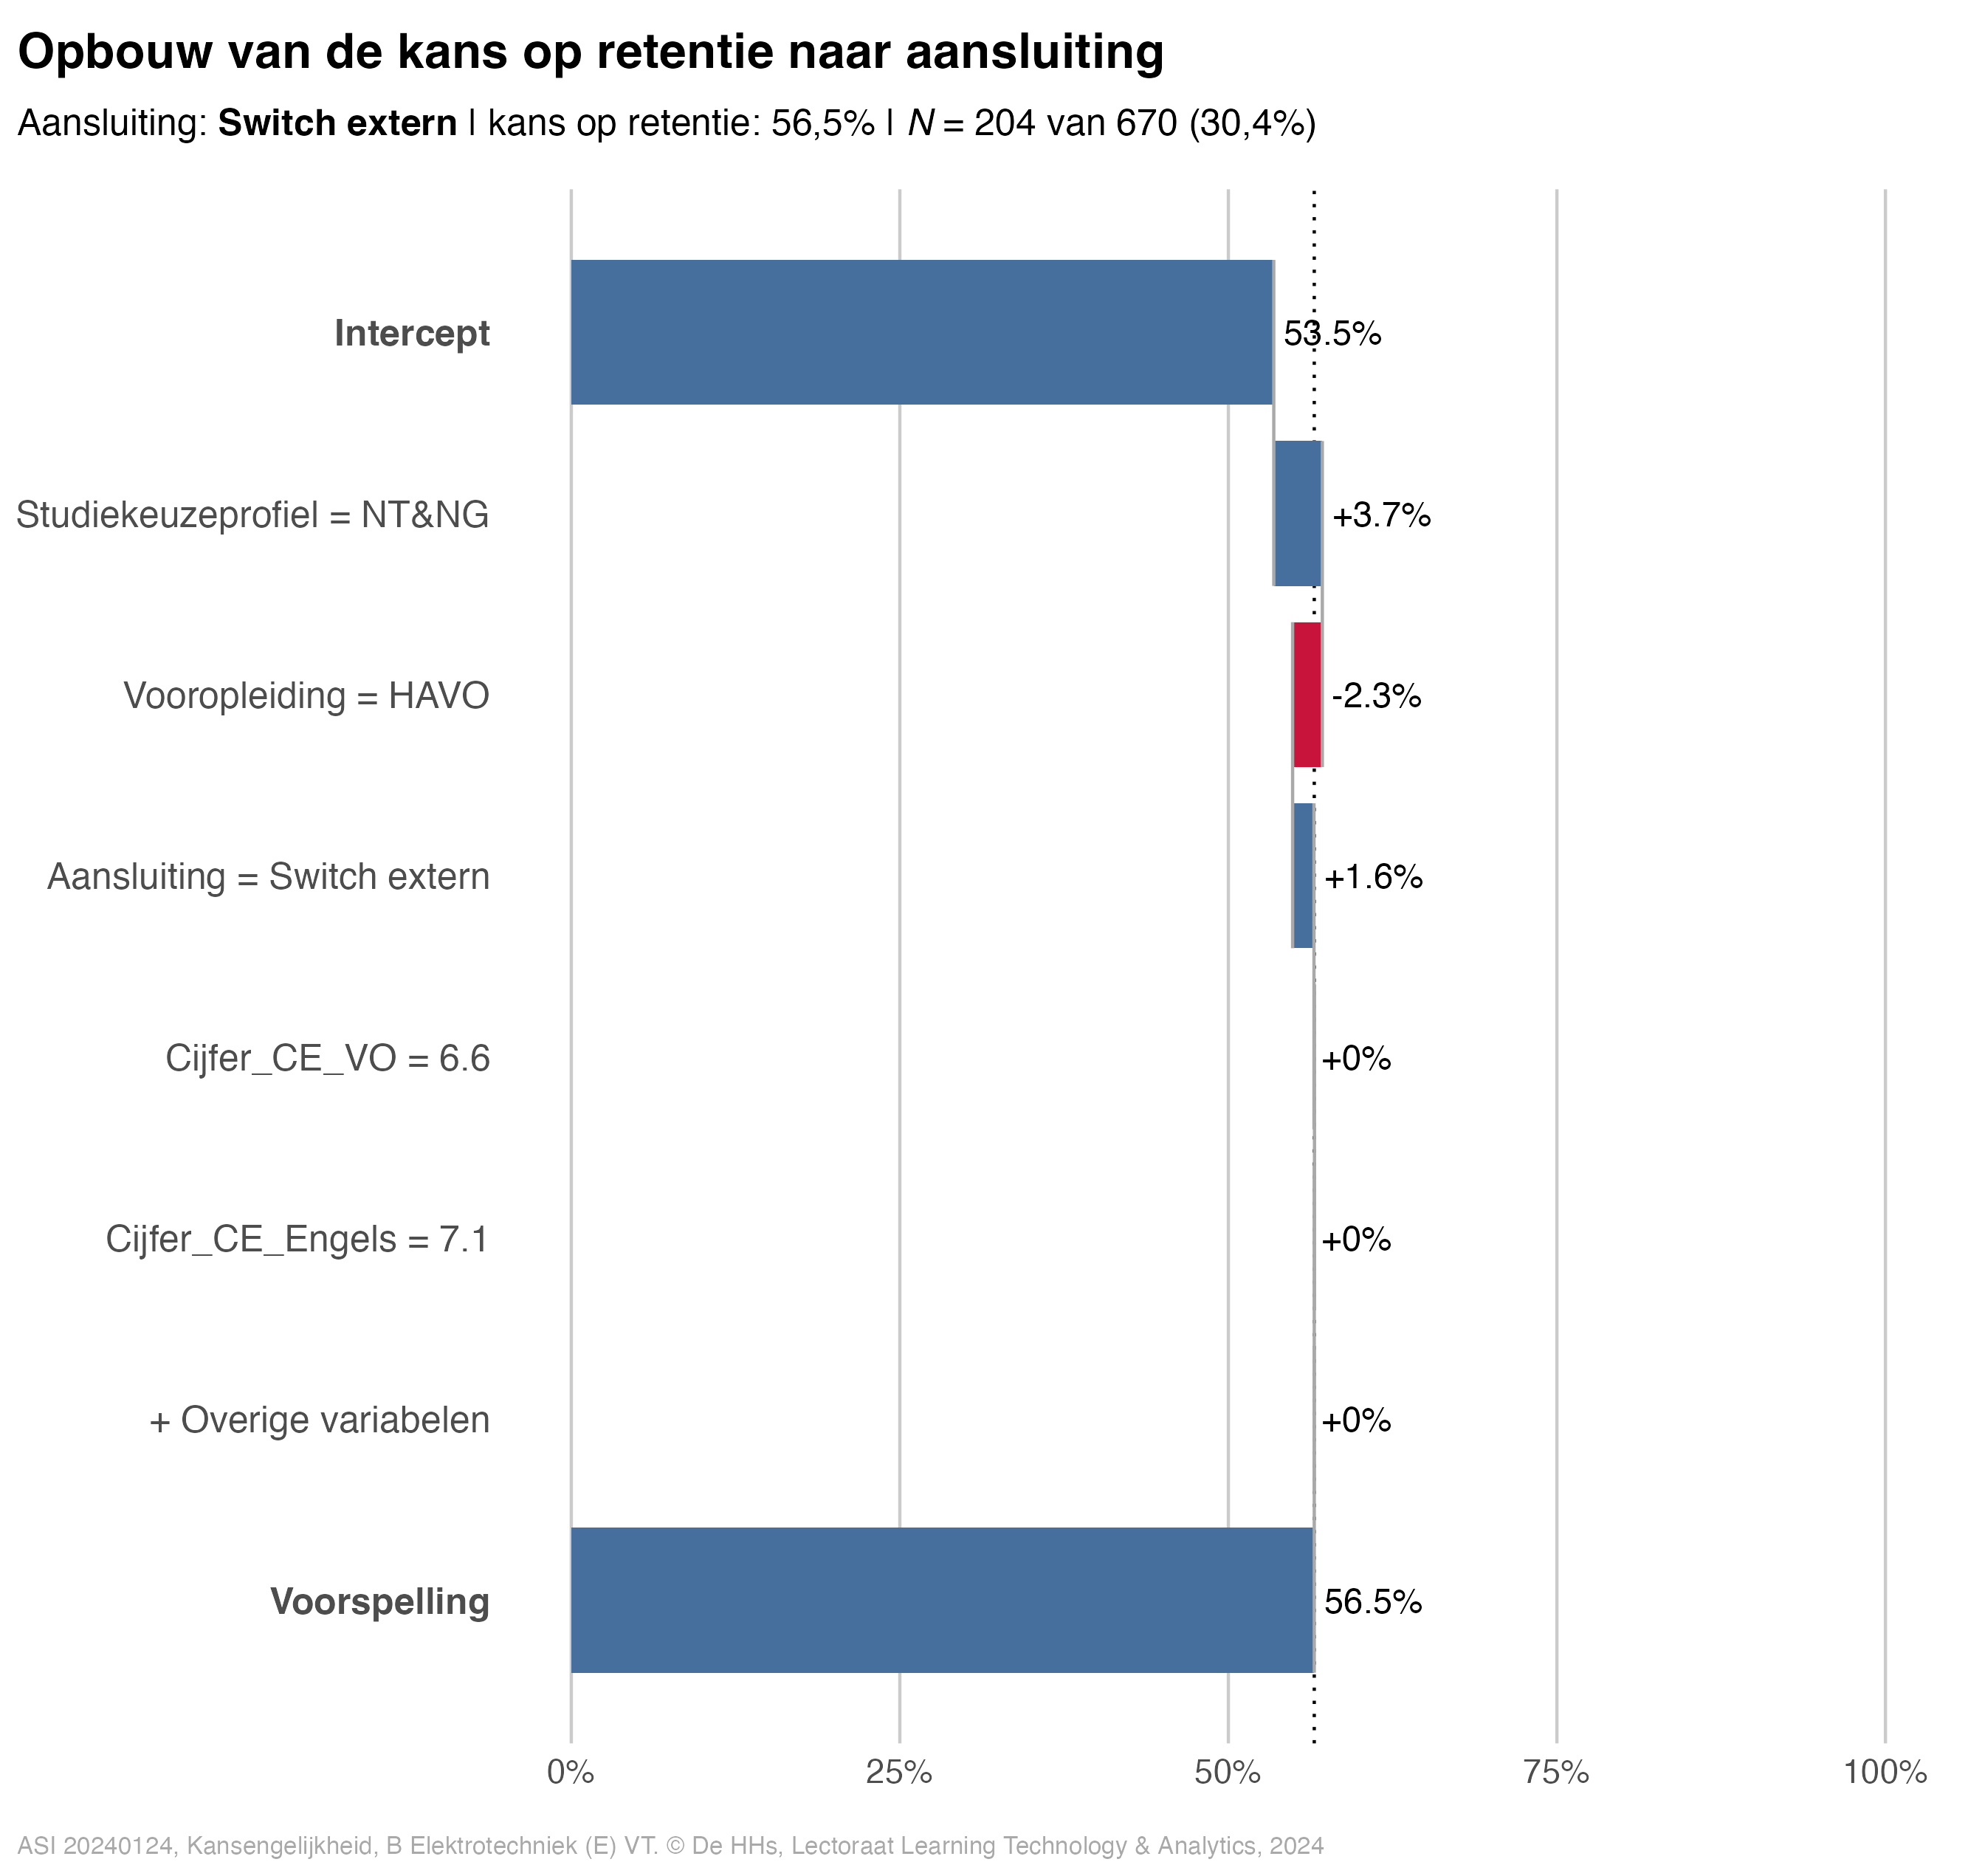 Opbouw van de kans op retentie naar aansluiting
Aansluiting: Switch extern | kans op retentie: 56,5% | N = 204 van 670 (30,4%)
Intercept
53.5%
Studiekeuzeprofiel = NT&NG
+3.7%
Vooropleiding = HAVO
-2.3%
Aansluiting = Switch extern
+1.6%
Cijfer_CE_VO = 6.6
+0%
Cijfer_CE_Engels = 7.1
+0%
+ Overige variabelen
+0%
Voorspelling
56.5%
0% 25% 50% 75% 100%
ASI 20240124, Kansengelijkheid, B Elektrotechniek (E) VT. © De HHs, Lectoraat Learning Technology & Analytics, 2024